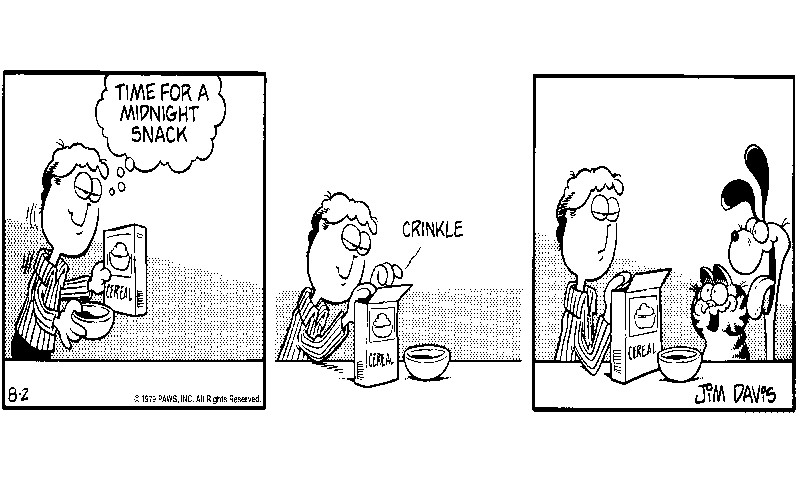 TIME FOR A
MIDNIGHT
SNACK
CEREAL
8-2
© 1979 PAWS, INC. All Rights Reserved.
CRINKLE
CEREAL
CEREAL
JIM DAVIS